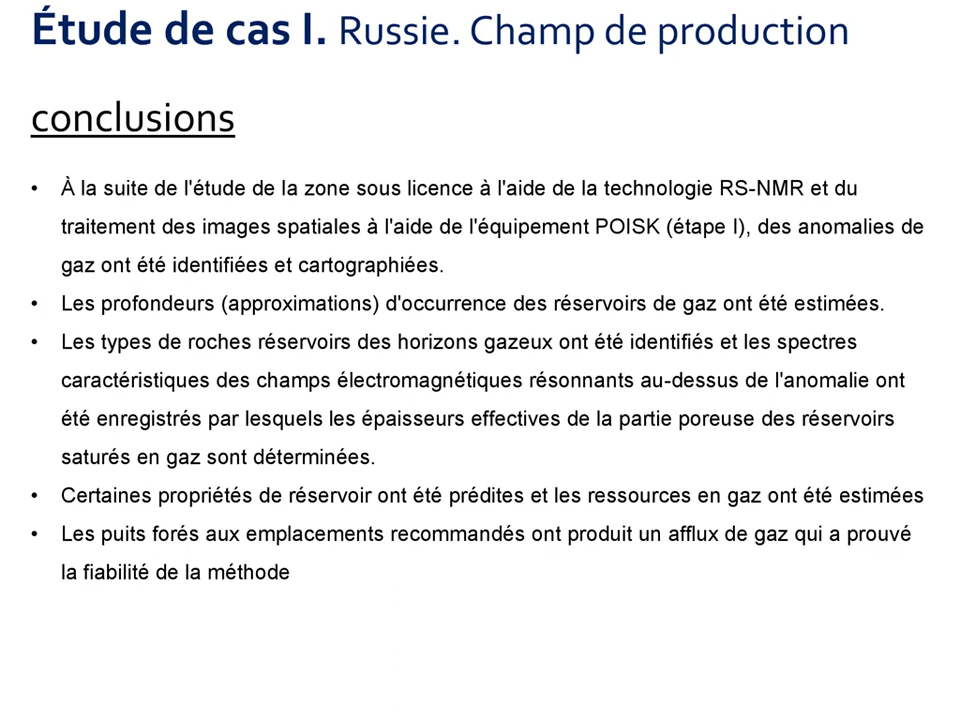 Étude de cas I. Russie. Champ de production
conclusions
• À la suite de l'étude de la zone sous licence à l'aide de la technologie RS-NMR et du
traitement des images spatiales à l'aide de l'équipement POISK (étape I), des anomalies de
gaz ont été identifiées et cartographiées.
• Les profondeurs (approximations) d'occurrence des réservoirs de gaz ont été estimées.
• Les types de roches réservoirs des horizons gazeux ont été identifiés et les spectres
caractéristiques des champs électromagnétiques résonnants au-dessus de l'anomalie ont
été enregistrés par lesquels les épaisseurs effectives de la partie poreuse des réservoirs
saturés en gaz sont déterminées.
• Certaines propriétés de réservoir ont été prédites et les ressources en gaz ont été estimées
• Les puits forés aux emplacements recommandés ont produit un afflux de gaz qui a prouvé
la fiabilité de la méthode